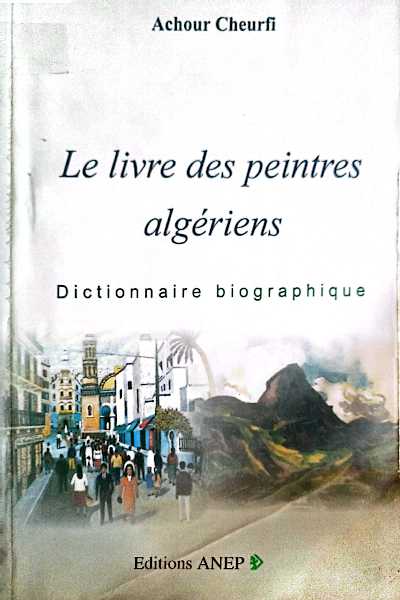 Achour Cheurfi
Le livre des peintres
algériens
Dictionnaire biographique
Editions ANEP